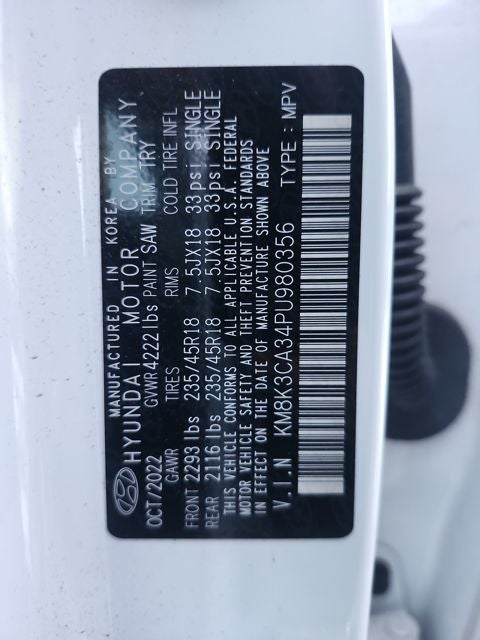 MANUFACTURED IN KOREA BY
HYUNDAI MOTOR COMPANY
OCT/2022 GVWR 4222 lbs PAINT SAW TRIM TRY
GAWR TIRES RIMS COLD TIRE INFL
FRONT 2293 lbs 235/45R18 7.5JX18 33psi SINGLE
REAR 2116 lbs 235/45R18 7.5JX18 33psi SINGLE
THIS VEHICLE CONFORMS TO ALL APPLICABLE U.S.A. FEDERAL
MOTOR VEHICLE SAFETY, BUMPER, AND THEFT PREVENTION STANDARDS
IN EFFECT ON THE DATE OF MANUFACTURE SHOWN ABOVE
V.I.N KM8K3CA34PU980356 TYPE : MPV